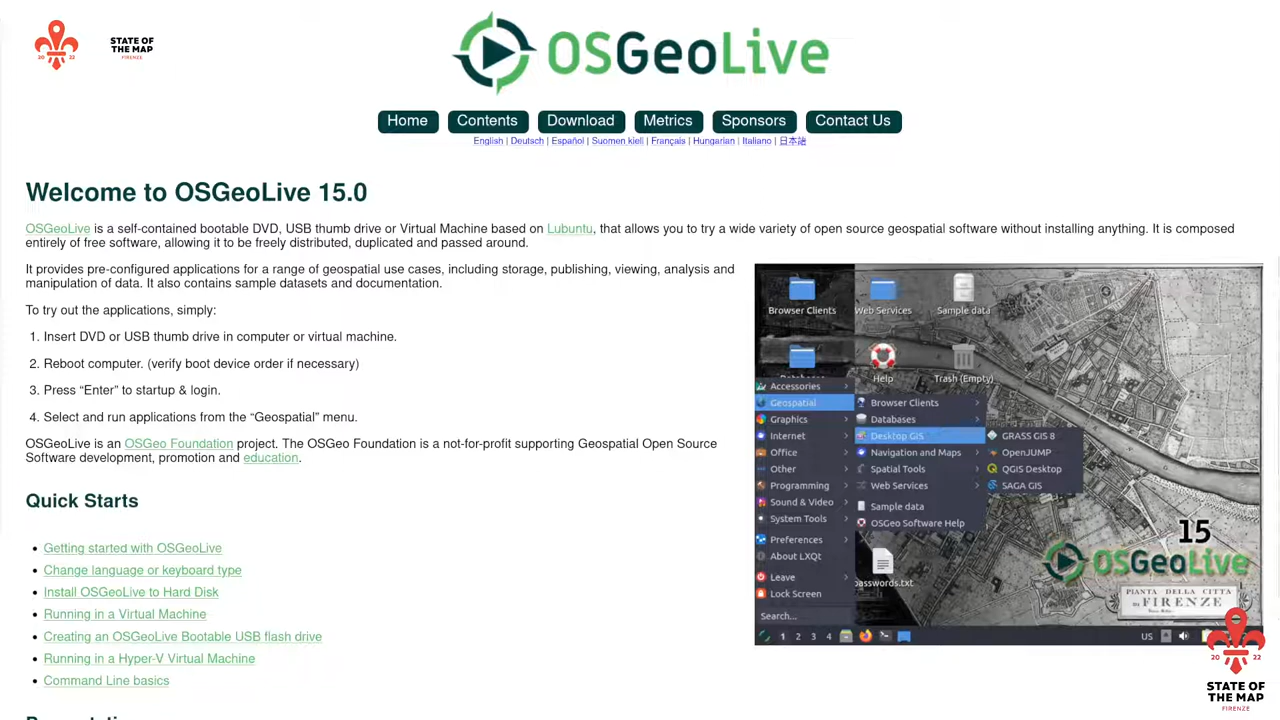 20 22
STATE OF
THE MAP
FIRENZE
OSGeoLive
Home
Contents
Download
Metrics
Sponsors
Contact Us
English | Deutsch | Español | Suomen kieli | Français | Hungarian | Italiano | 日本語
Welcome to OSGeoLive 15.0
OSGeoLive is a self-contained bootable DVD, USB thumb drive or Virtual Machine based on Lubuntu, that allows you to try a wide variety of open source geospatial software without installing anything. It is composed
entirely of free software, allowing it to be freely distributed, duplicated and passed around.
It provides pre-configured applications for a range of geospatial use cases, including storage, publishing, viewing, analysis and
manipulation of data. It also contains sample datasets and documentation.
To try out the applications, simply:
1. Insert DVD or USB thumb drive in computer or virtual machine.
2. Reboot computer. (verify boot device order if necessary)
3. Press “Enter” to startup & login.
4. Select and run applications from the “Geospatial” menu.
OSGeoLive is an OSGeo Foundation project. The OSGeo Foundation is a not-for-profit supporting Geospatial Open Source
Software development, promotion and education.
Quick Starts
Getting started with OSGeoLive
Change language or keyboard type
Install OSGeoLive to Hard Disk
Running in a Virtual Machine
Creating an OSGeoLive Bootable USB flash drive
Running in a Hyper-V Virtual Machine
Command Line basics
Browser Clients
Web Services
Sample data
Help
Trash (Empty)
Accessories
Geospatial
Graphics
Internet
Office
Other
Programming
Sound & Video
System Tools
Preferences
About LXQt
Leave
Lock Screen
Search...
Browser Clients
Databases
Desktop GIS
Navigation and Maps
Spatial Tools
Web Services
Sample data
OSGeo Software Help
GRASS GIS 8
OpenJUMP
QGIS Desktop
SAGA GIS
passwords.txt
15
OSGeoLive
PIANTA DELLA CITTA
DI FIRENZE
1 2 3 4
US
20 22
STATE OF
THE MAP
FIRENZE